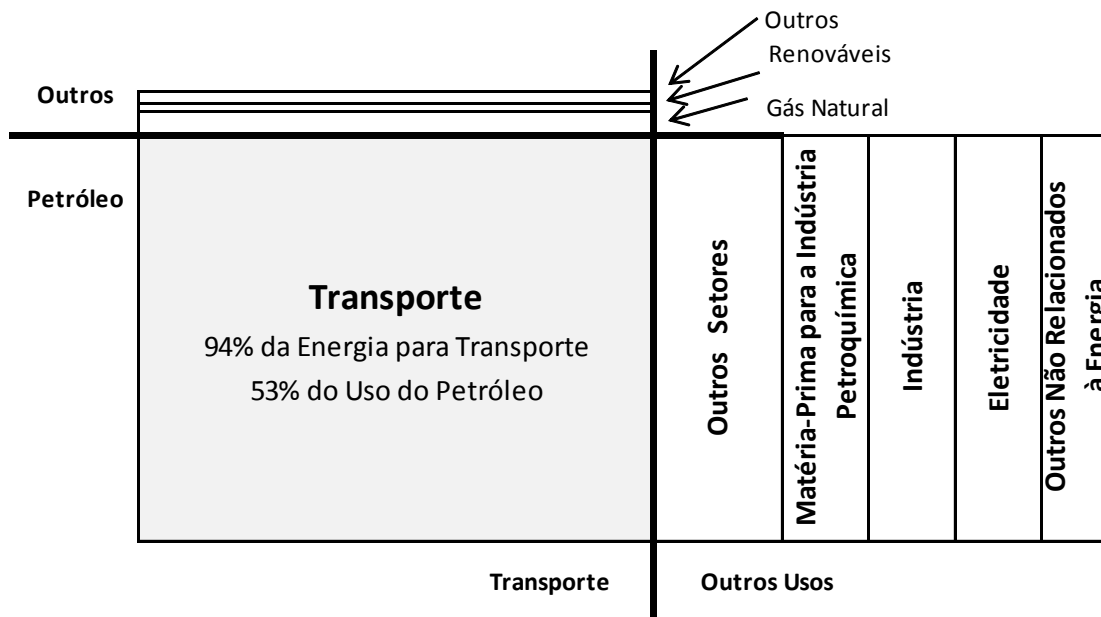 Outros
Renováveis
Gás Natural
Outros
Petróleo
Transporte
94% da Energia para Transporte
53% do Uso do Petróleo
Outros Setores
Matéria-Prima para a Indústria
Petroquímica
Indústria
Eletricidade
Outros Não Relacionados
à Energia
Transporte
Outros Usos